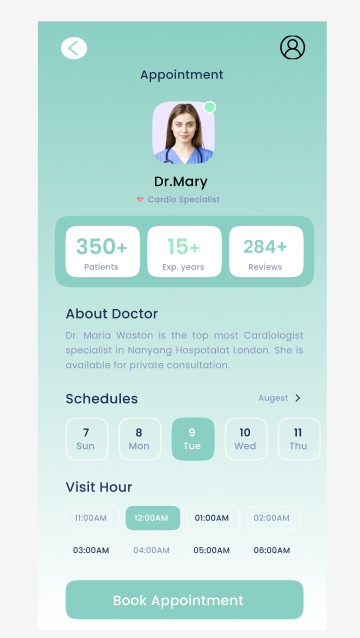 Appointment
Dr.Mary
Cardio Specialist
350+ 15+ 284+
Patients Exp. years Reviews
About Doctor
Dr. Maria Waston is the top most Cardiologist
specialist in Nanyang Hospotalat London. She is
available for private consultation.
Schedules Augest
7 8 9 10 11
Sun Mon Tue Wed Thu
Visit Hour
11:00AM 12:00AM 01:00AM 02:00AM
03:00AM 04:00AM 05:00AM 06:00AM
Book Appointment